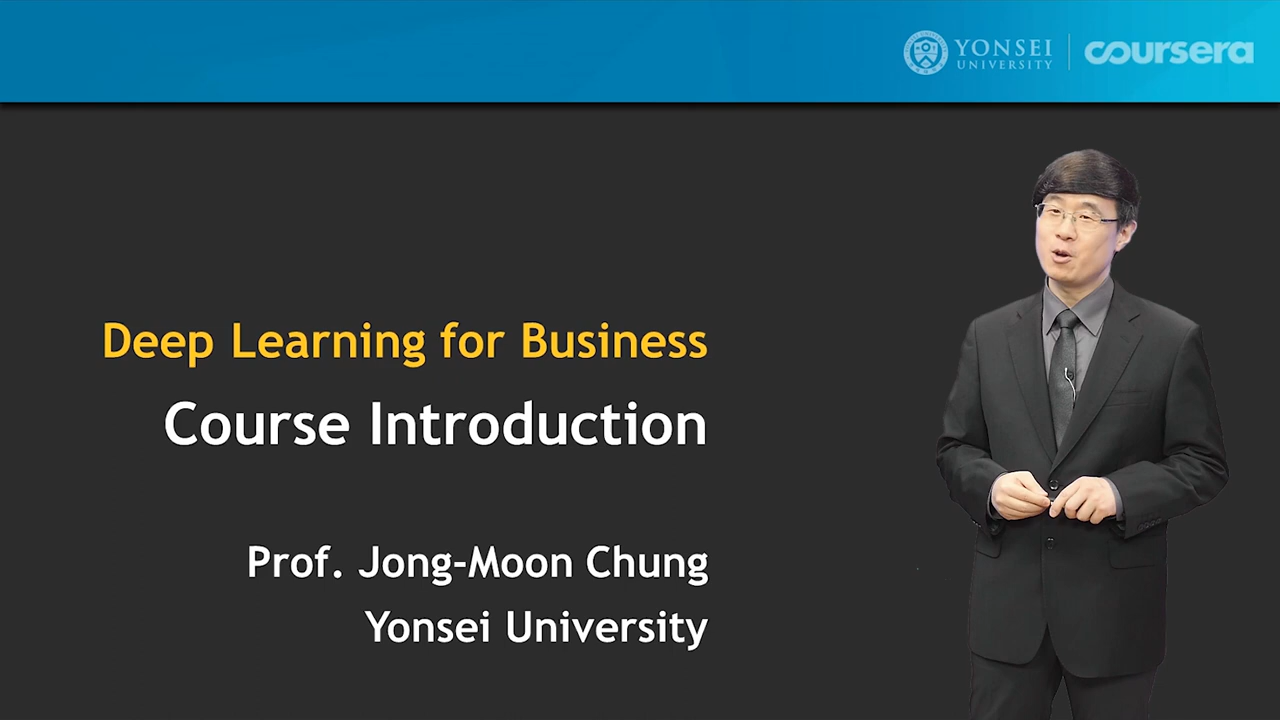 YONSEI
UNIVERSITY
coursera
Deep Learning for Business
Course Introduction
Prof. Jong-Moon Chung
Yonsei University